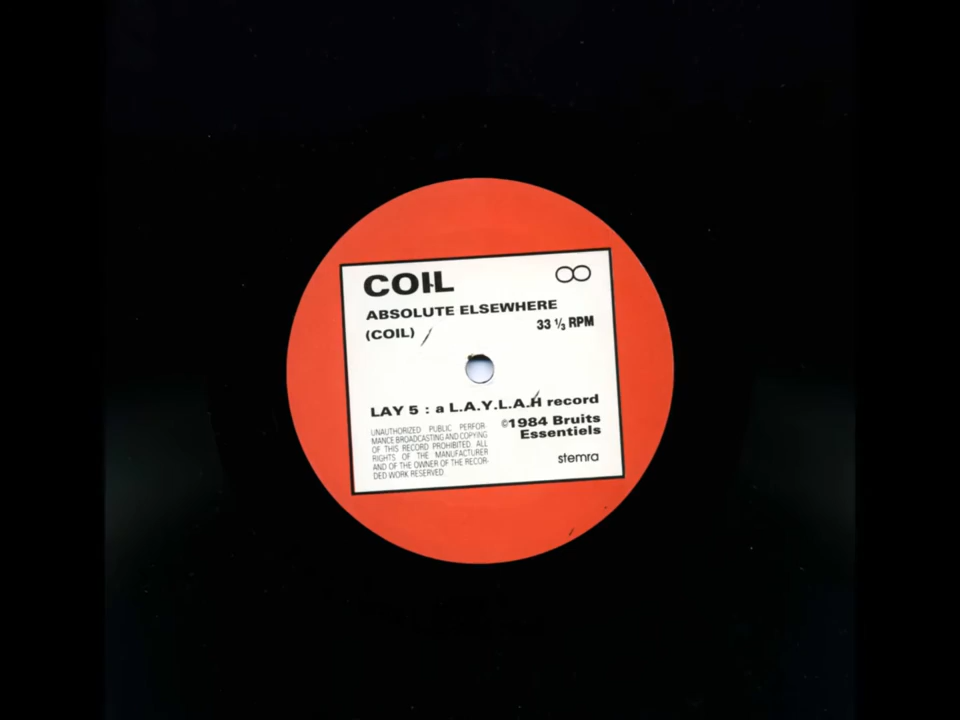 COIL ∞
ABSOLUTE ELSEWHERE
(COIL) 33 ⅓ RPM
LAY 5 : a L.A.Y.L.A.H record
UNAUTHORIZED PUBLIC PERFOR-
MANCE BROADCASTING AND COPYING
OF THIS RECORD PROHIBITED. ALL
RIGHTS OF THE MANUFACTURER
AND OF THE OWNER OF THE RECOR-
DED WORK RESERVED
©1984 Bruits
Essentiels
stemra